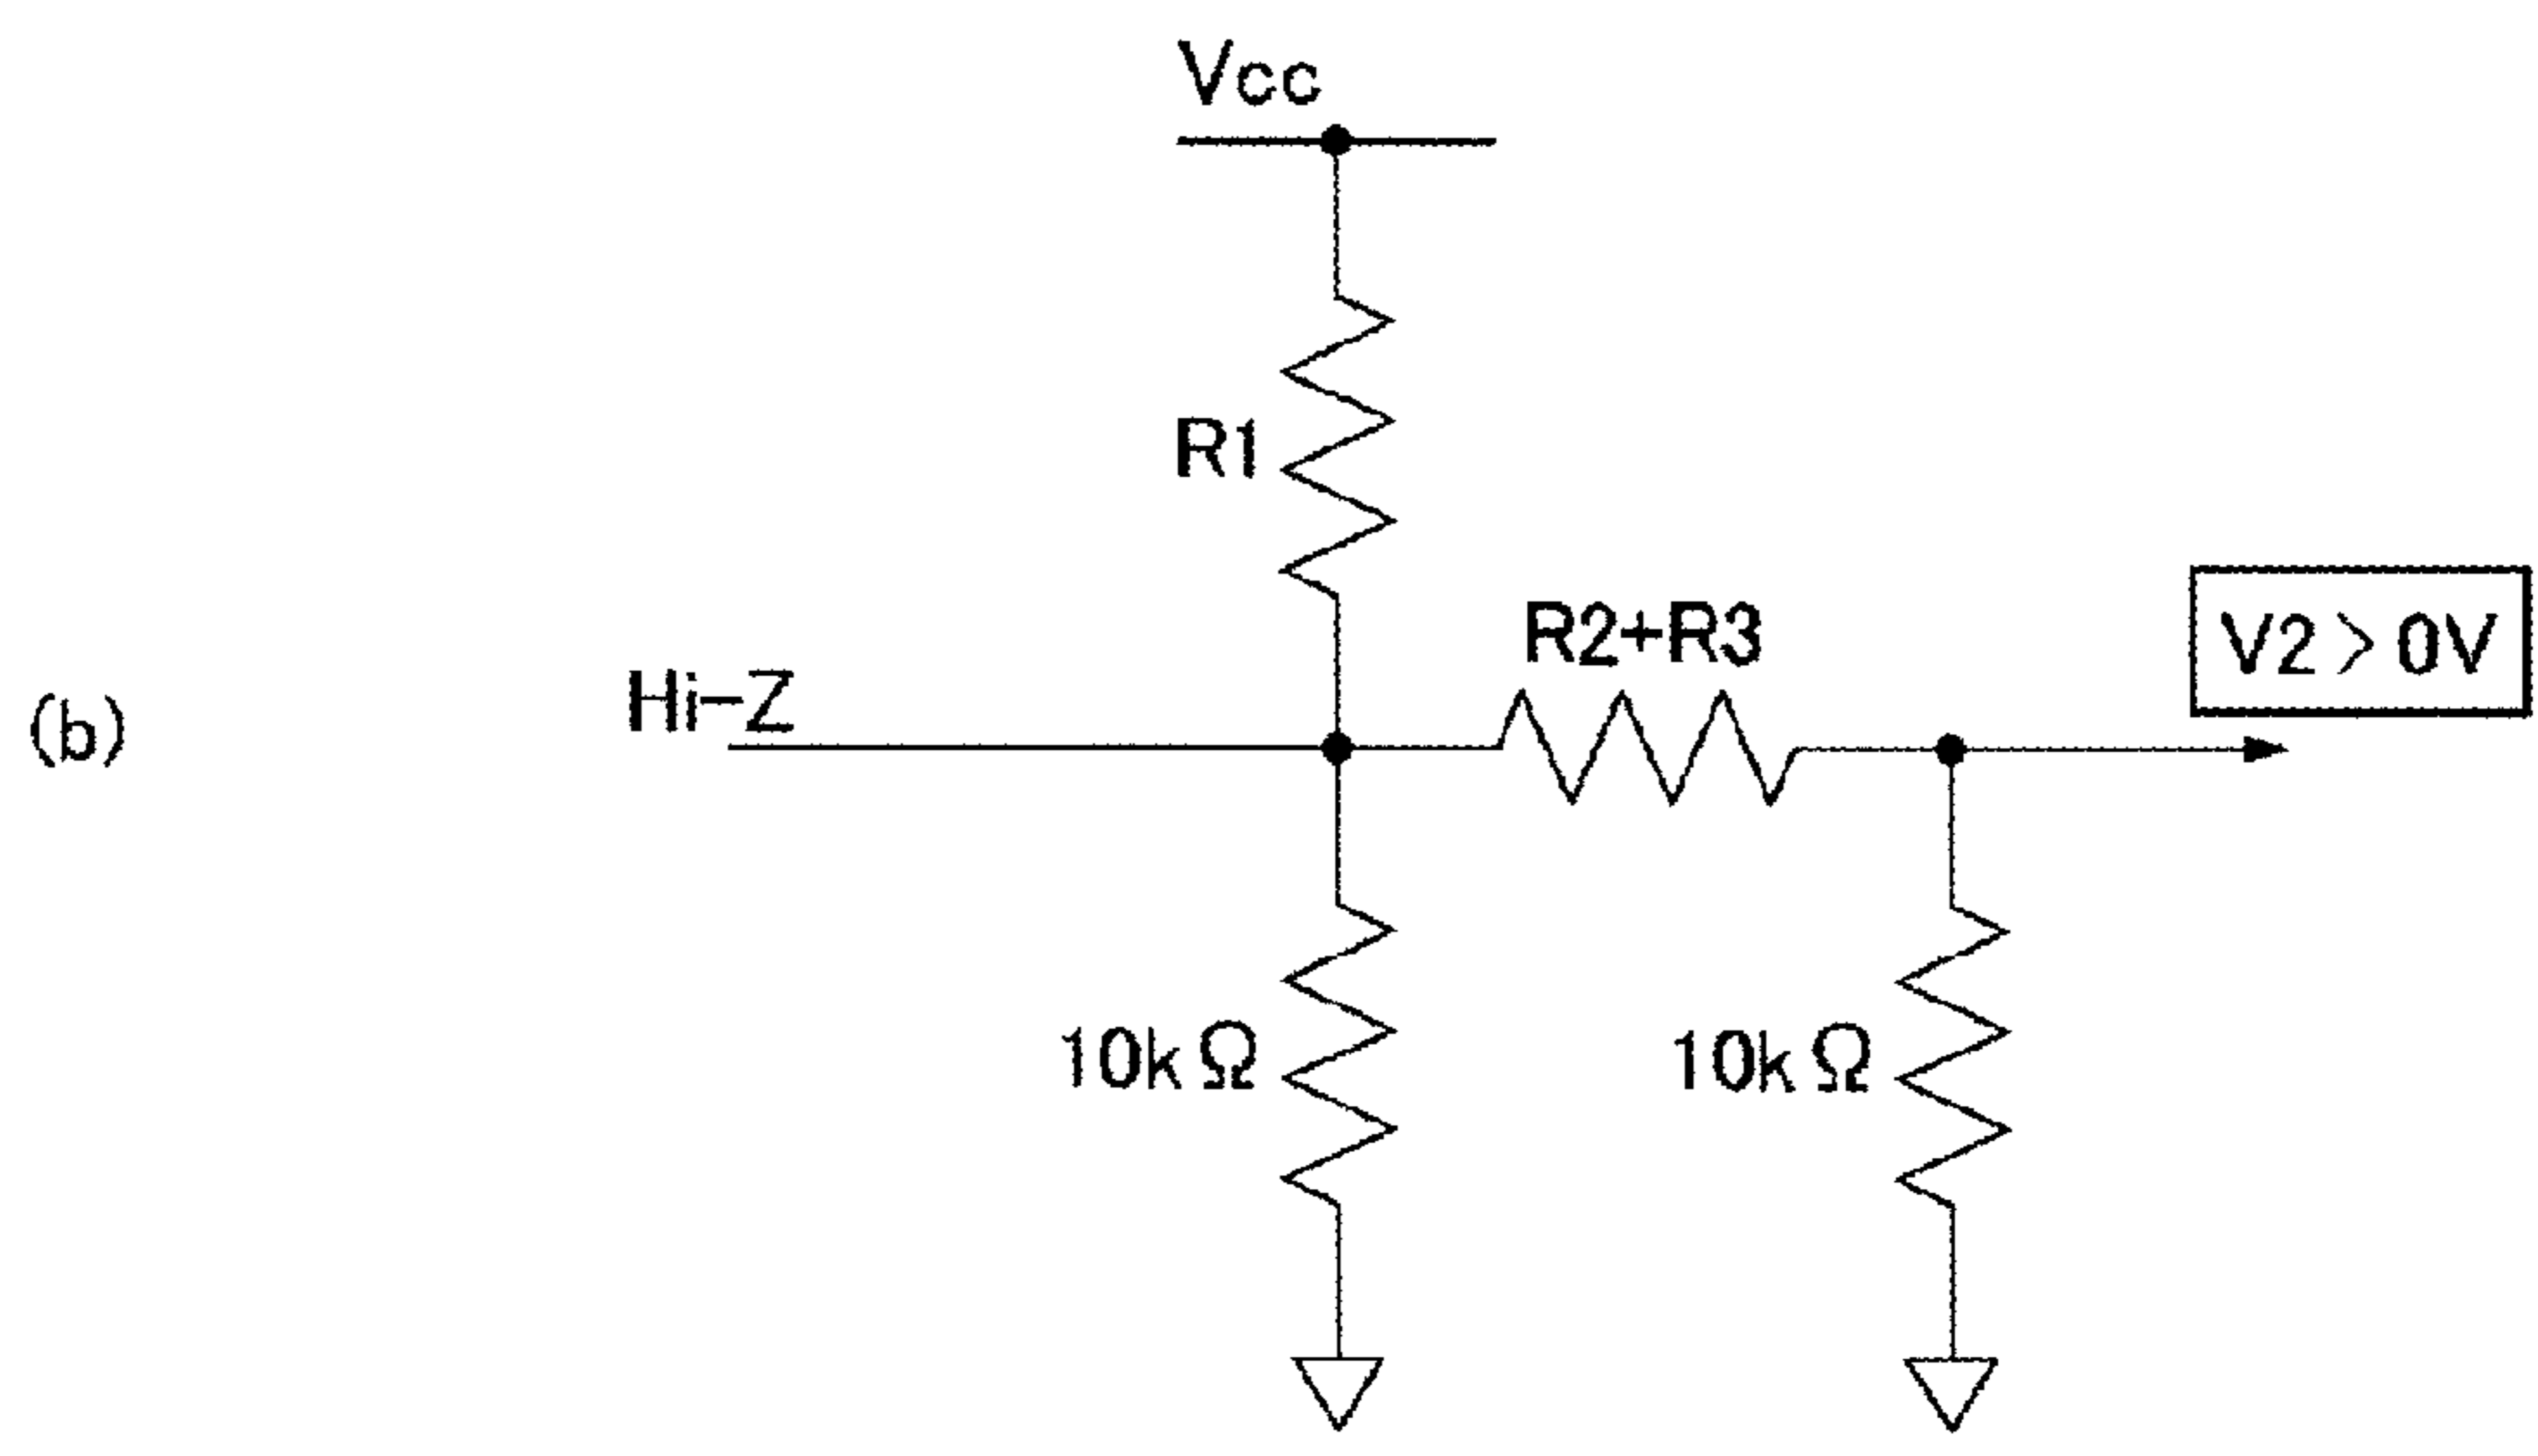 Vcc
R1
R2+R3
V2>0V
Hi-Z
(b)
10kΩ
10kΩ